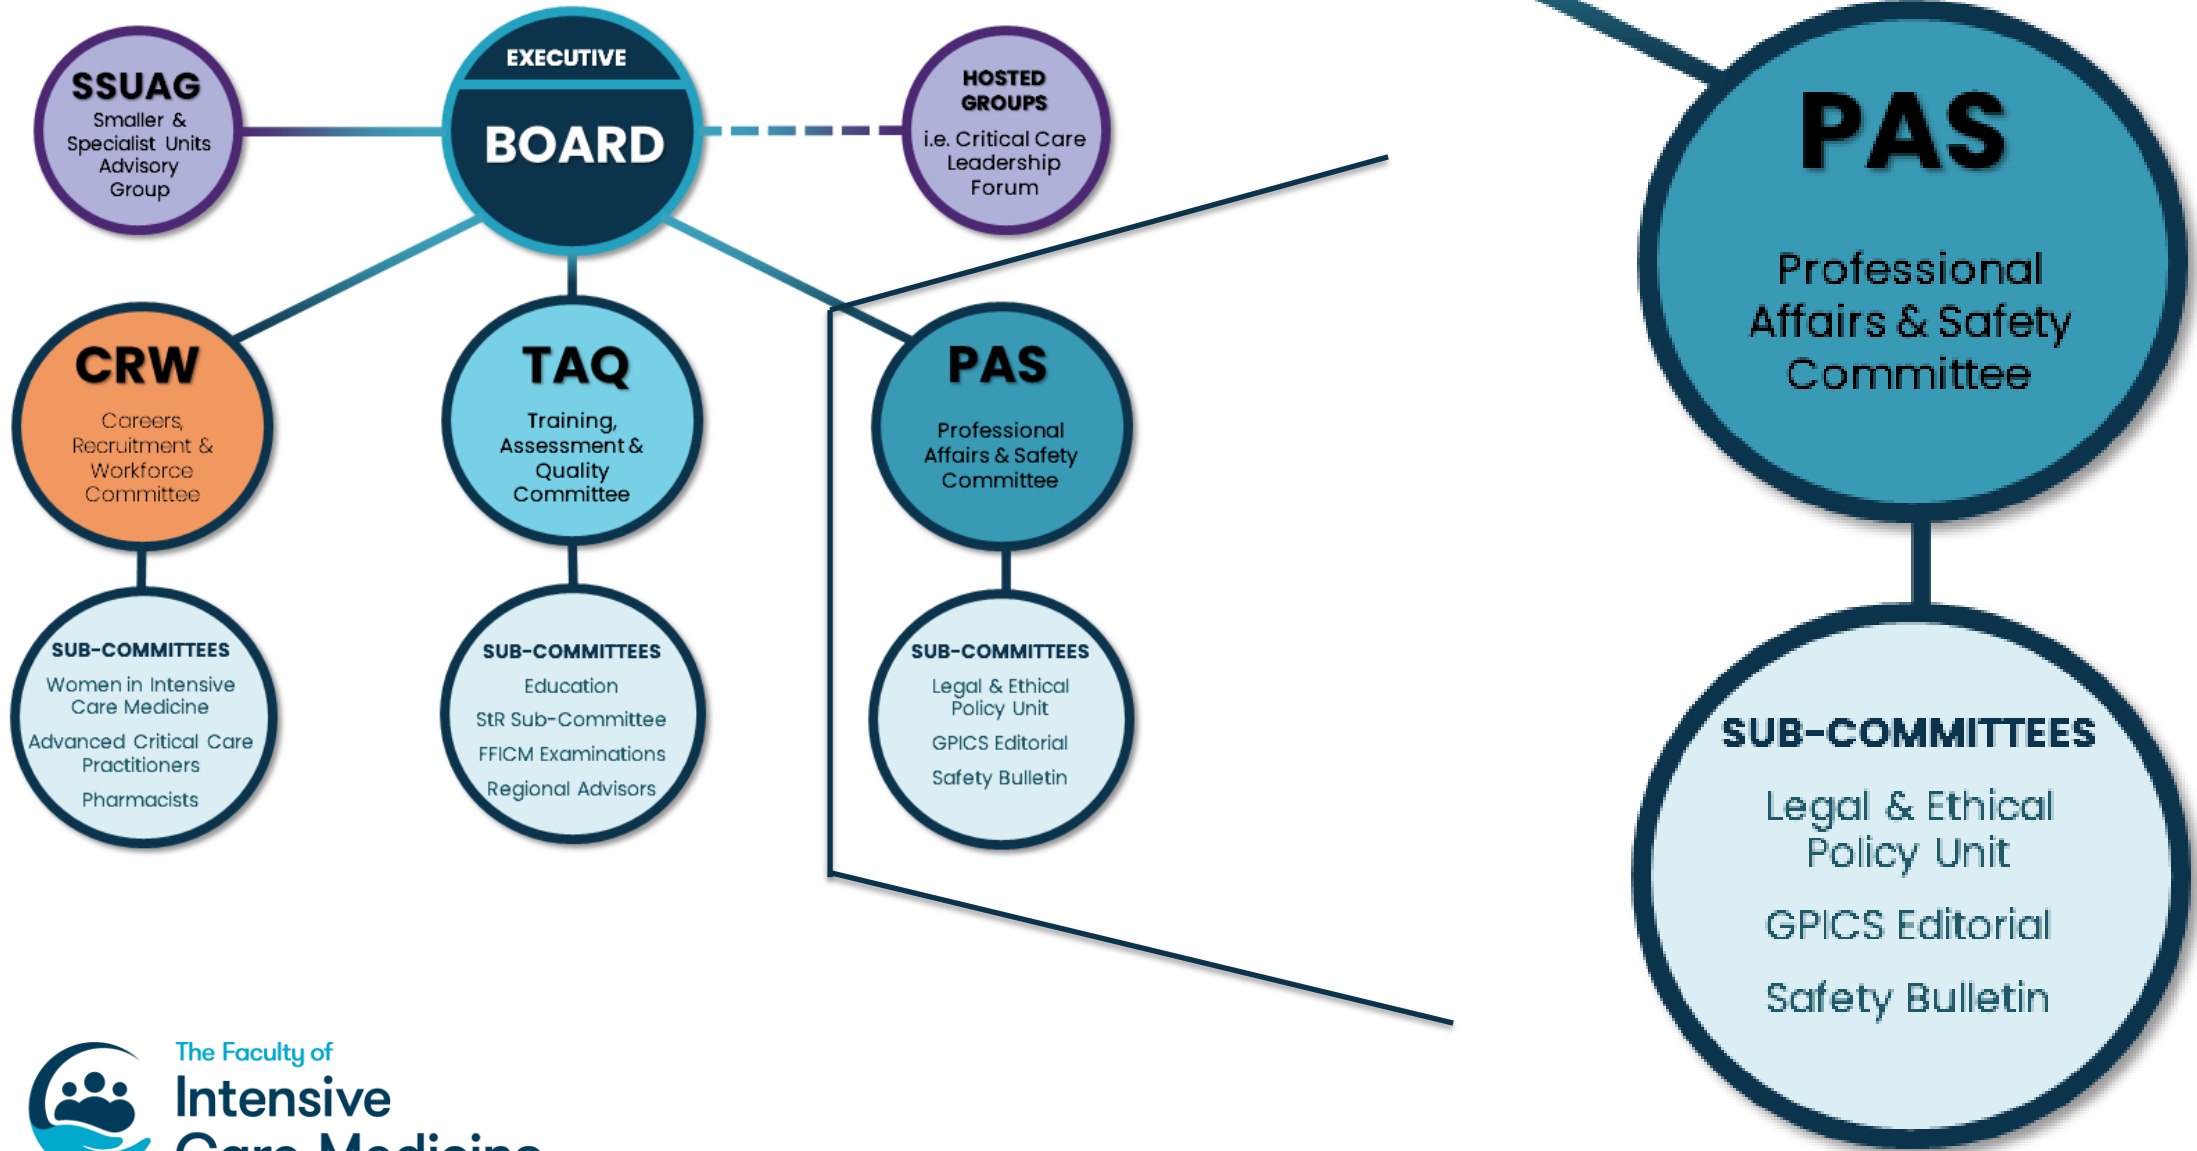 SSUAG
Smaller &
Specialist Units
Advisory
Group
EXECUTIVE
BOARD
HOSTED
GROUPS
i.e. Critical Care
Leadership
Forum
CRW
Careers,
Recruitment &
Workforce
Committee
TAQ
Training,
Assessment &
Quality
Committee
PAS
Professional
Affairs & Safety
Committee
SUB-COMMITTEES
Women in Intensive
Care Medicine
Advanced Critical Care
Practitioners
Pharmacists
SUB-COMMITTEES
Education
StR Sub-Committee
FFICM Examinations
Regional Advisors
SUB-COMMITTEES
Legal & Ethical
Policy Unit
GPICS Editorial
Safety Bulletin
PAS
Professional
Affairs & Safety
Committee
SUB-COMMITTEES
Legal & Ethical
Policy Unit
GPICS Editorial
Safety Bulletin
The Faculty of
Intensive
Care Medicine